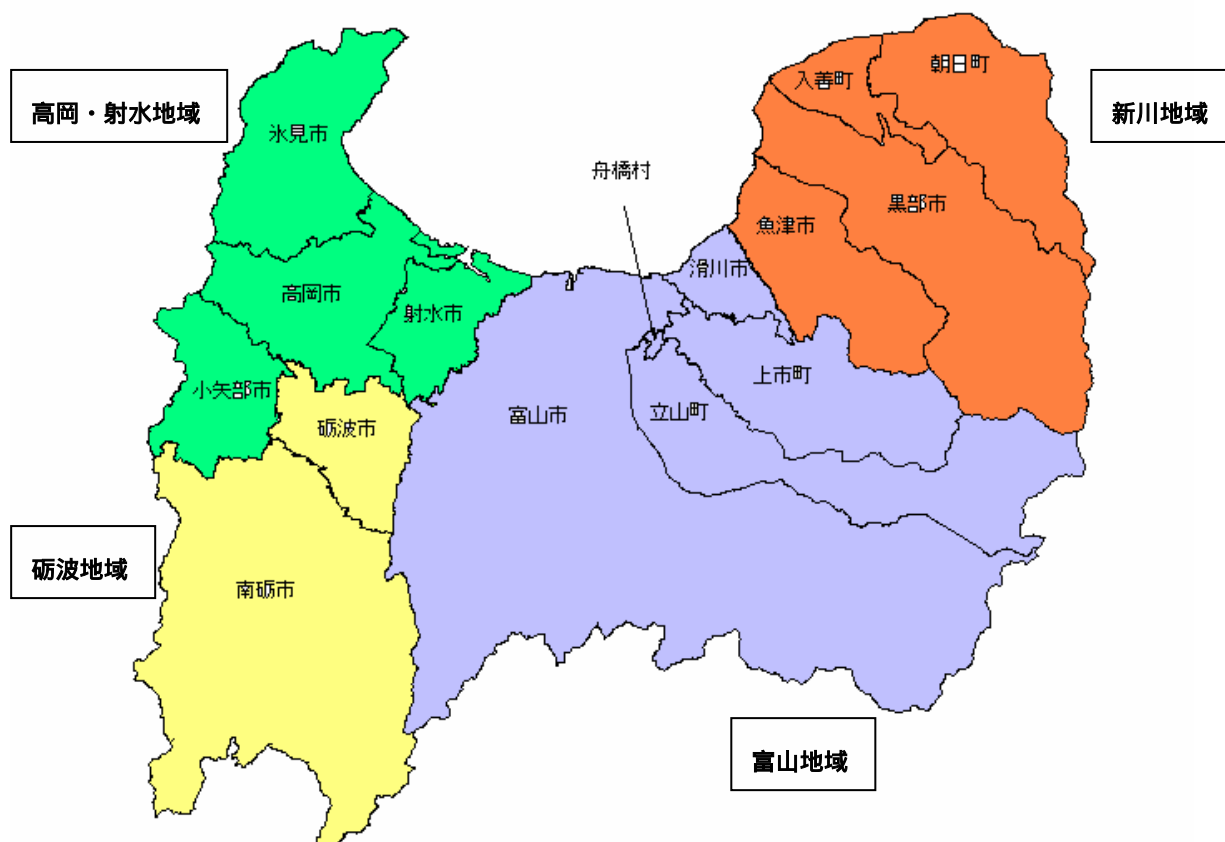 高岡・射水地域
氷見市
高岡市
射水市
小矢部市
砺波市
南砺市
砺波地域
舟橋村
滑川市
上市町
立山町
富山市
富山地域
入善町
朝日町
黒部市
魚津市
新川地域